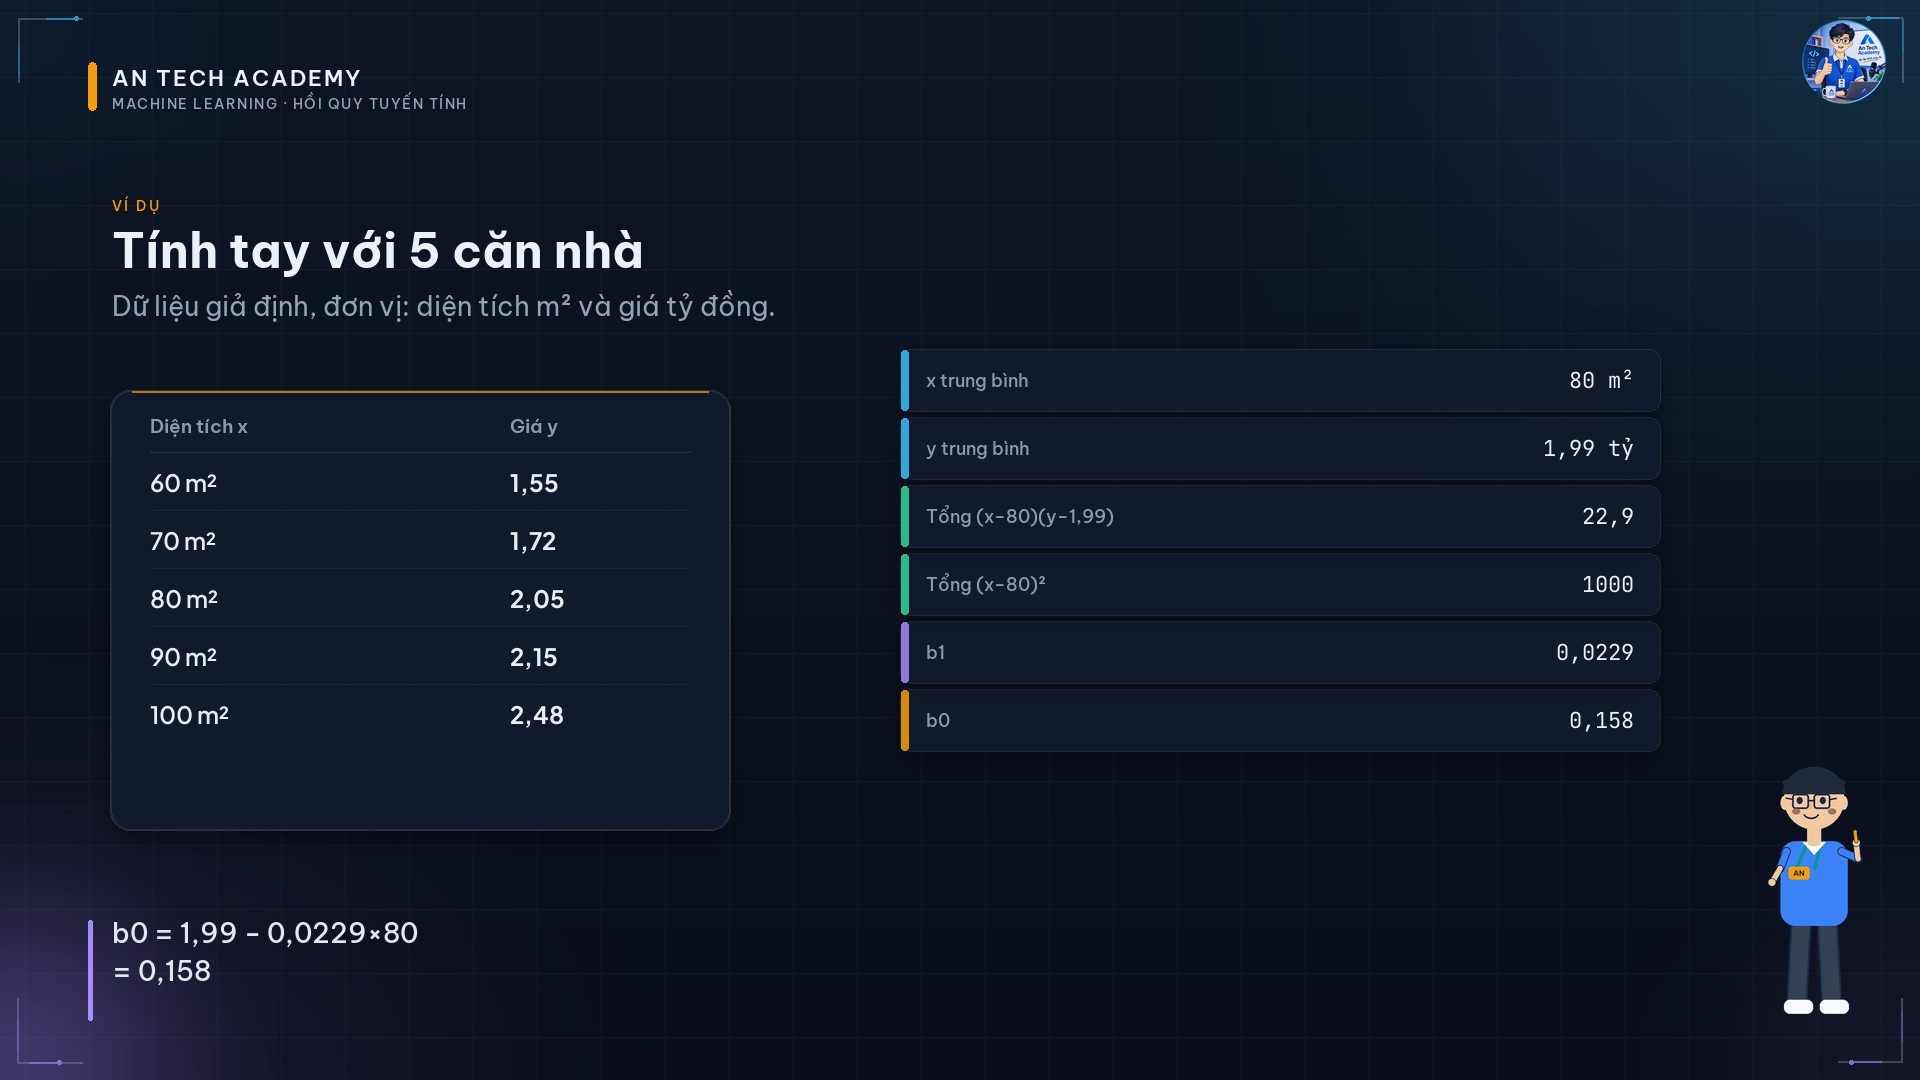 AN TECH ACADEMY
MACHINE LEARNING · HỒI QUY TUYẾN TÍNH
VÍ DỤ
Tính tay với 5 căn nhà
Dữ liệu giả định, đơn vị: diện tích m² và giá tỷ đồng.
Diện tích x Giá y
60 m² 1,55
70 m² 1,72
80 m² 2,05
90 m² 2,15
100 m² 2,48
x trung bình 80 m²
y trung bình 1,99 tỷ
Tổng (x−80)(y−1,99) 22,9
Tổng (x−80)² 1000
b1 0,0229
b0 0,158
b0 = 1,99 − 0,0229×80
= 0,158
AN
An Tech
Academy